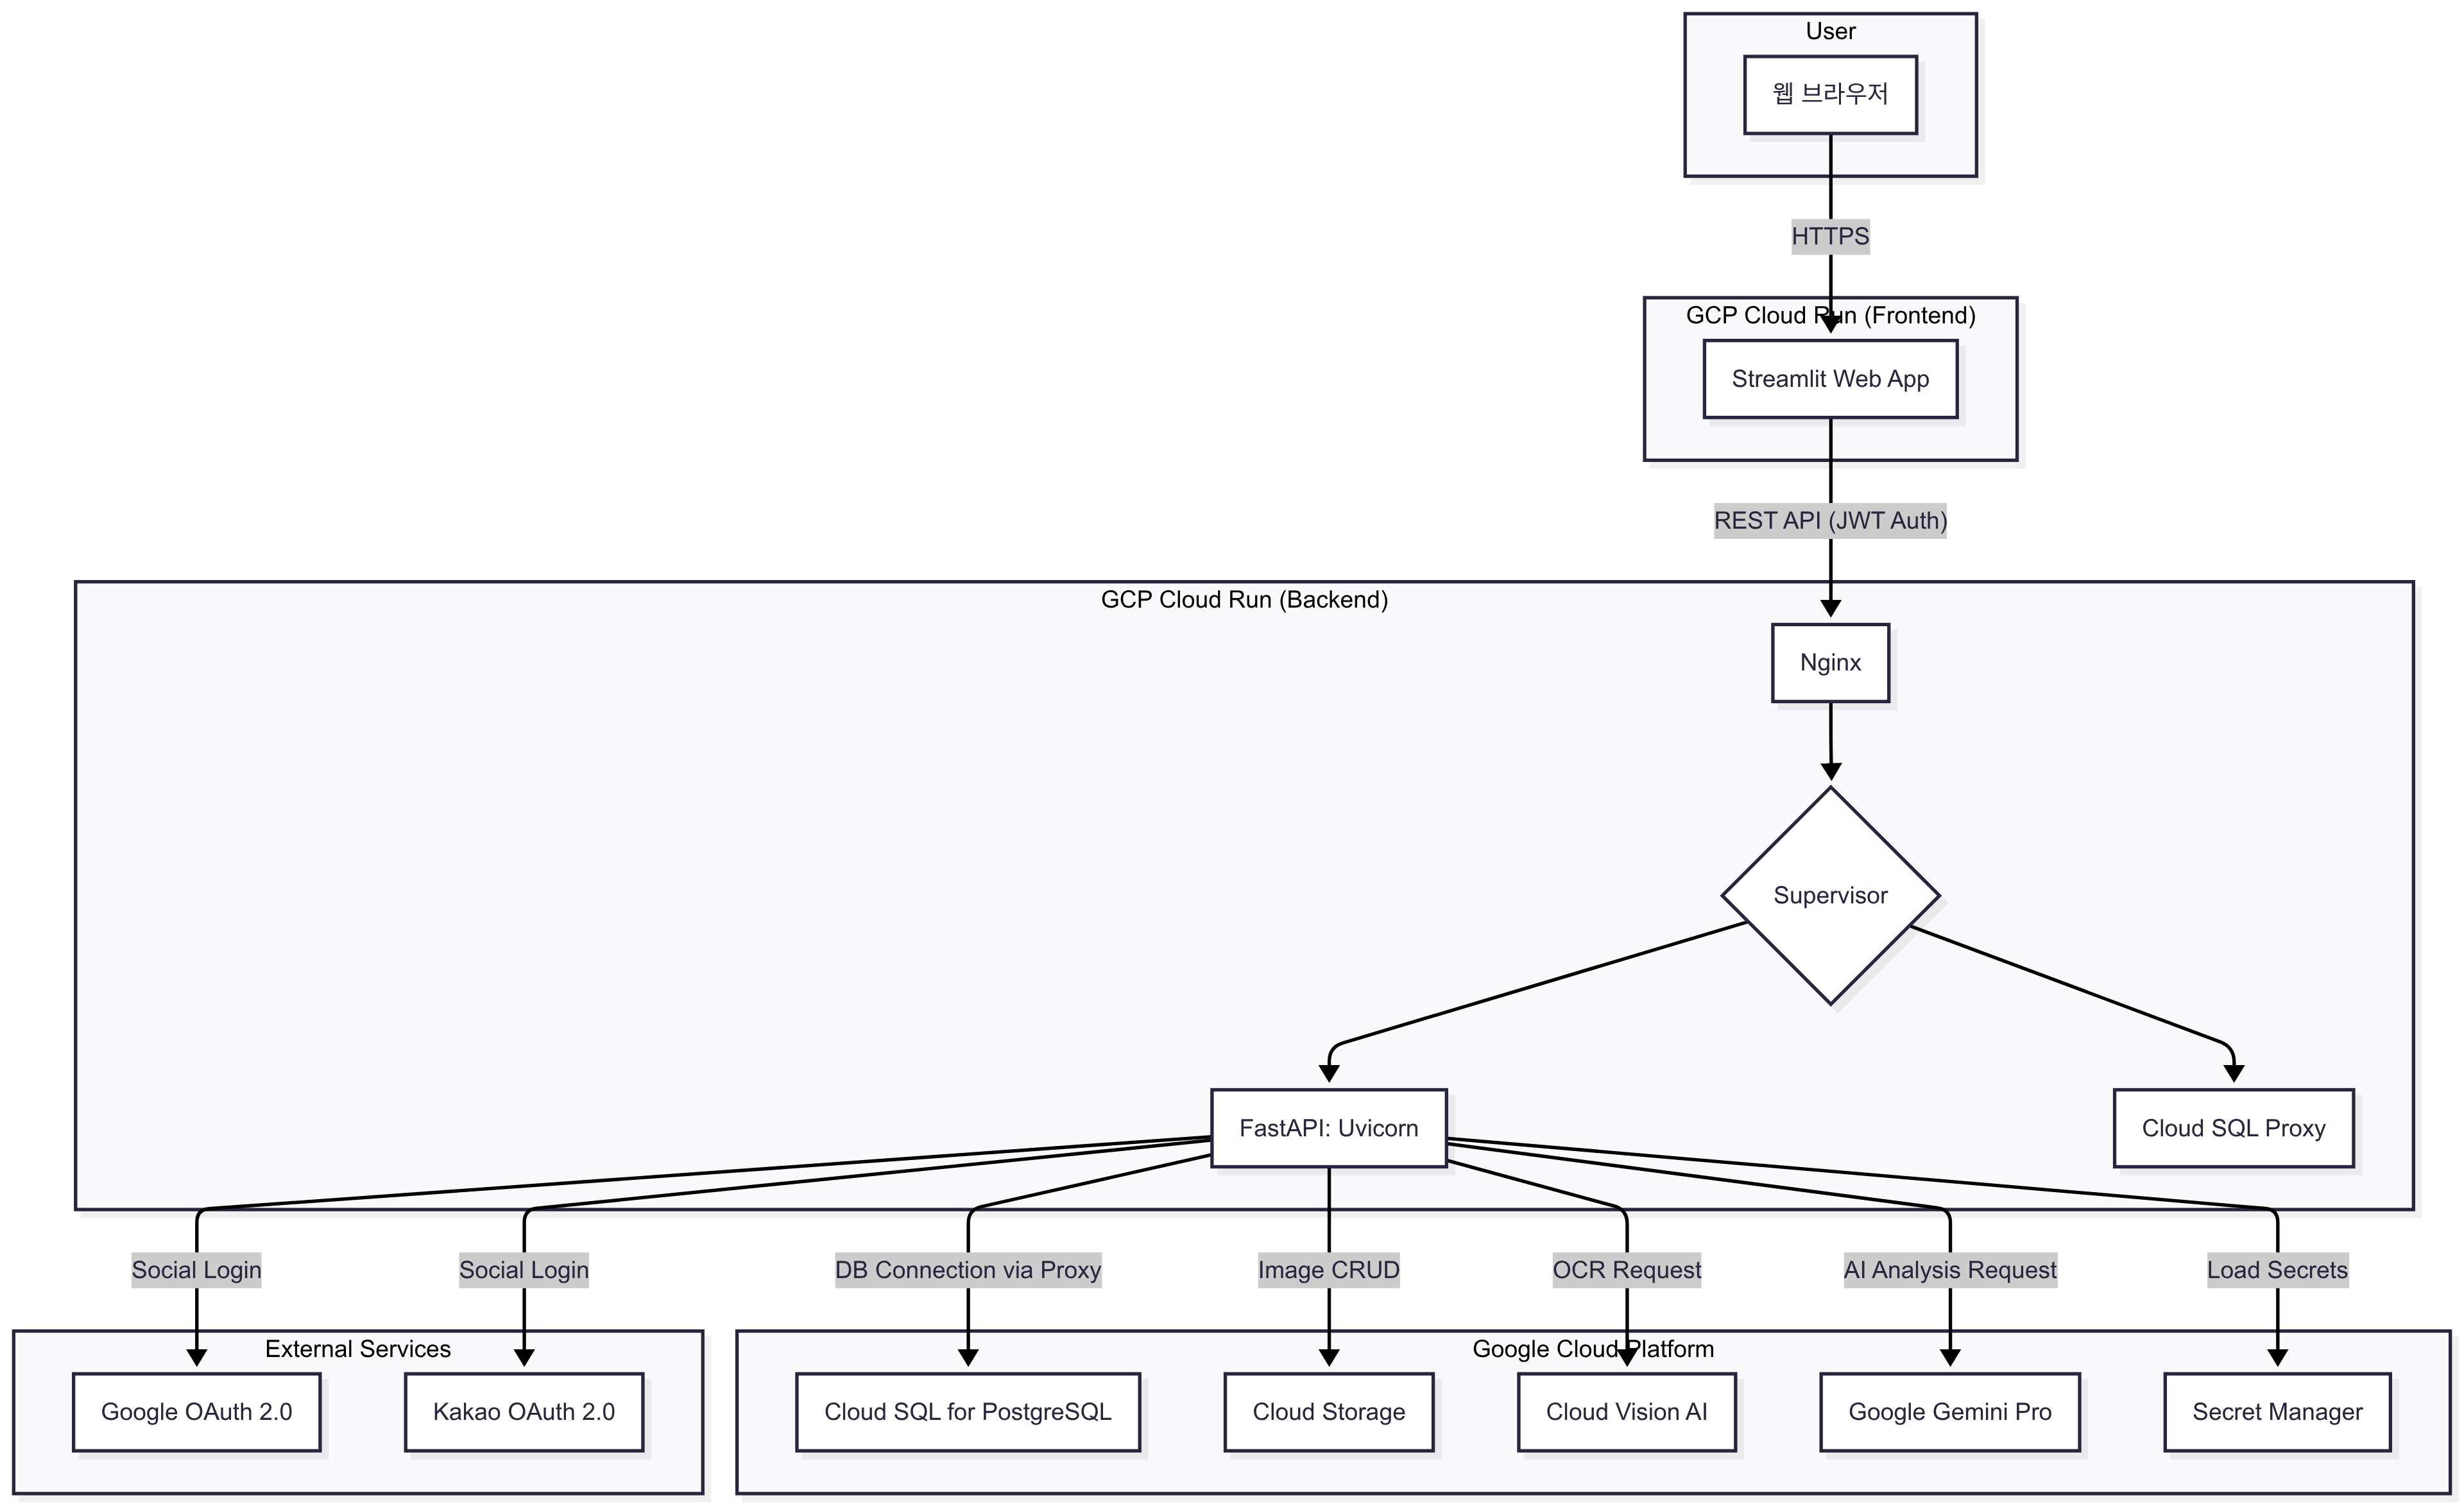 User
웹 브라우저
HTTPS
GCP Cloud Run (Frontend)
Streamlit Web App
REST API (JWT Auth)
GCP Cloud Run (Backend)
Nginx
Supervisor
FastAPI: Uvicorn
Cloud SQL Proxy
Social Login
Social Login
DB Connection via Proxy
Image CRUD
OCR Request
AI Analysis Request
Load Secrets
External Services
Google Cloud Platform
Google OAuth 2.0
Kakao OAuth 2.0
Cloud SQL for PostgreSQL
Cloud Storage
Cloud Vision AI
Google Gemini Pro
Secret Manager